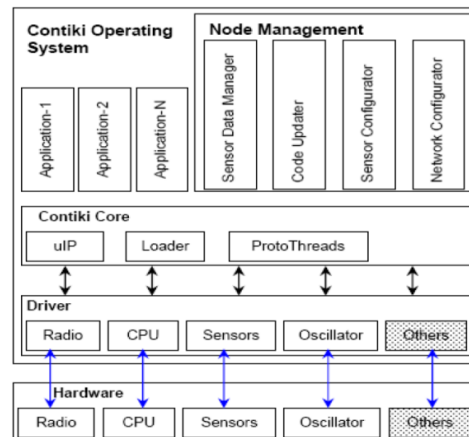 Contiki Operating
System
Node Management
Application-1
Application-2
Application-N
Sensor Data Manager
Code Updater
Sensor Configurator
Network Configurator
Contiki Core
uIP
Loader
ProtoThreads
Driver
Radio
CPU
Sensors
Oscillator
Others
Hardware
Radio
CPU
Sensors
Oscillator
Others